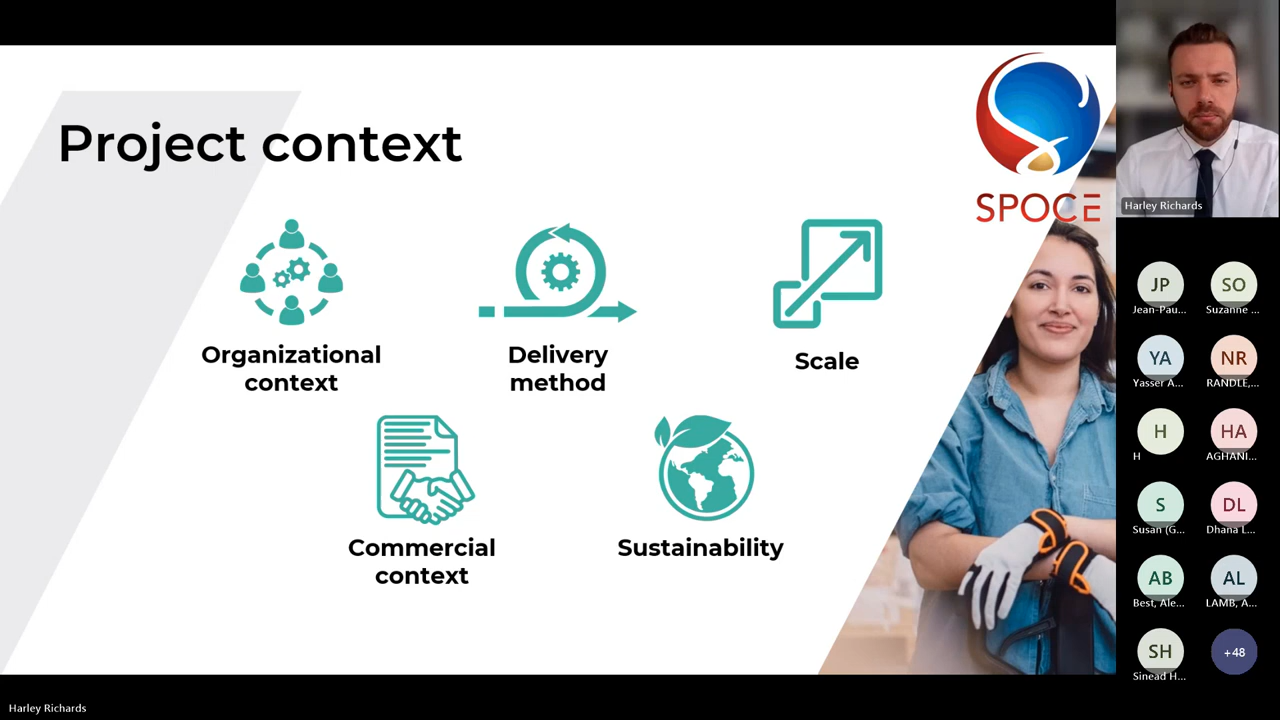 Project context
SPOCE
Organizational
context
Delivery
method
Scale
Commercial
context
Sustainability
Harley Richards
JP
Jean-Pau...
SO
Suzanne ...
YA
Yasser A...
NR
RANDLE,...
H
H
HA
AGHANI...
S
Susan (G...
DL
Dhana L...
AB
Best, Ale...
AL
LAMB, A...
SH
Sinead H...
+48
Harley Richards